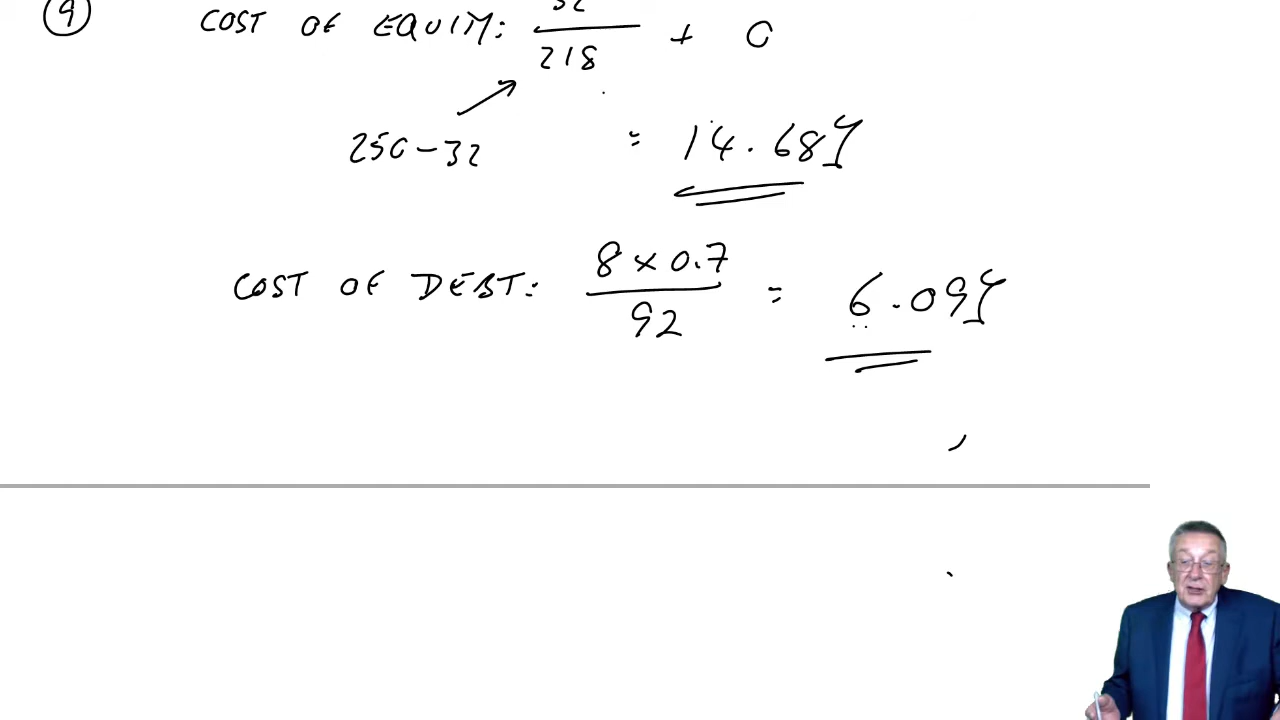 9 COST OF EQUITY: 32 / 218 + 0
250 - 32 = 14.68%
COST OF DEBT: 8 x 0.7 / 92 = 6.09%